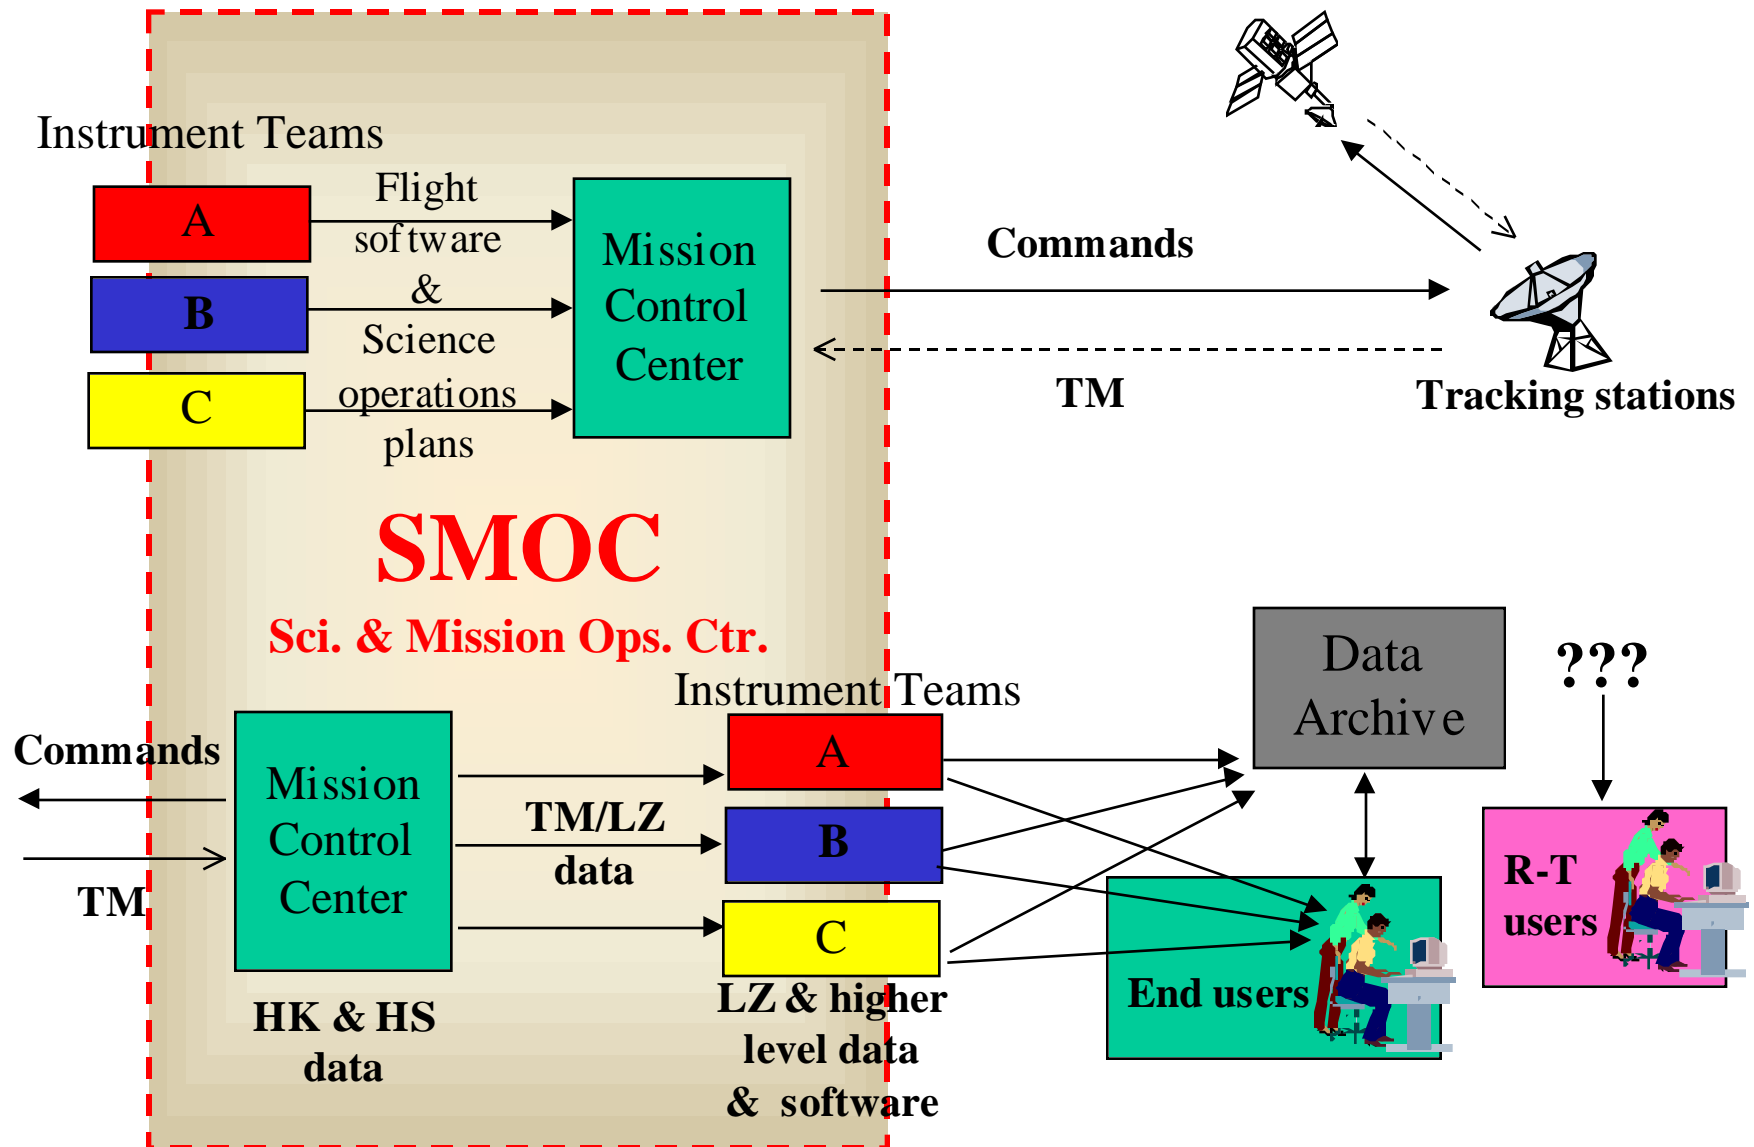 Instrument Teams
A
B
C
Flight
software
&
Science
operations
plans
Mission
Control
Center
Commands
TM
Tracking stations
SMOC
Sci. & Mission Ops. Ctr.
Commands
TM
Mission
Control
Center
HK & HS
data
TM/LZ
data
Instrument Teams
A
B
C
LZ & higher
level data
& software
Data
Archive
End users
???
R-T
users